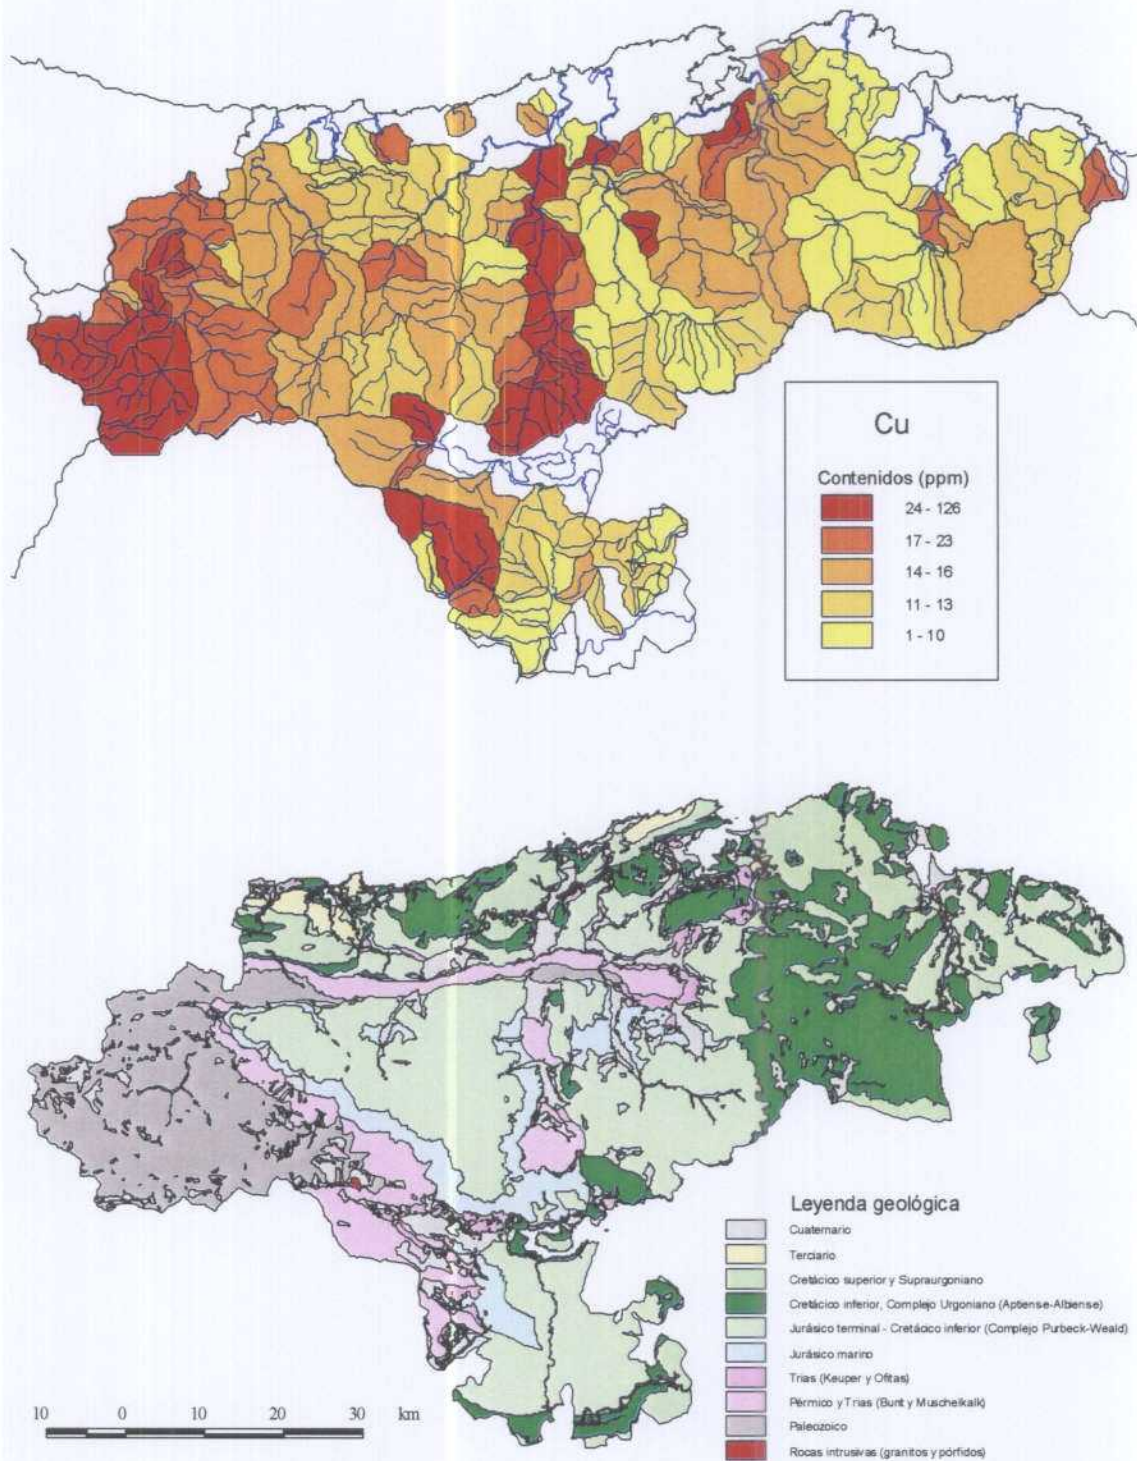 Cu
Contenidos (ppm)
24 - 126
17 - 23
14 - 16
11 - 13
1 - 10
Leyenda geológica
Cuaternario
Terciario
Cretácico superior y Supraurgoniano
Cretácico inferior, Complejo Urgoniano (Aptiense-Albiense)
Jurásico terminal - Cretácico inferior (Complejo Purbeck-Weald)
Jurásico marino
Trias (Keuper y Ofitas)
Pérmico y Trias (Bunt y Muschelkalk)
Paleozoico
Rocas intrusivas (granitos y pórfidos)
10 0 10 20 30 km